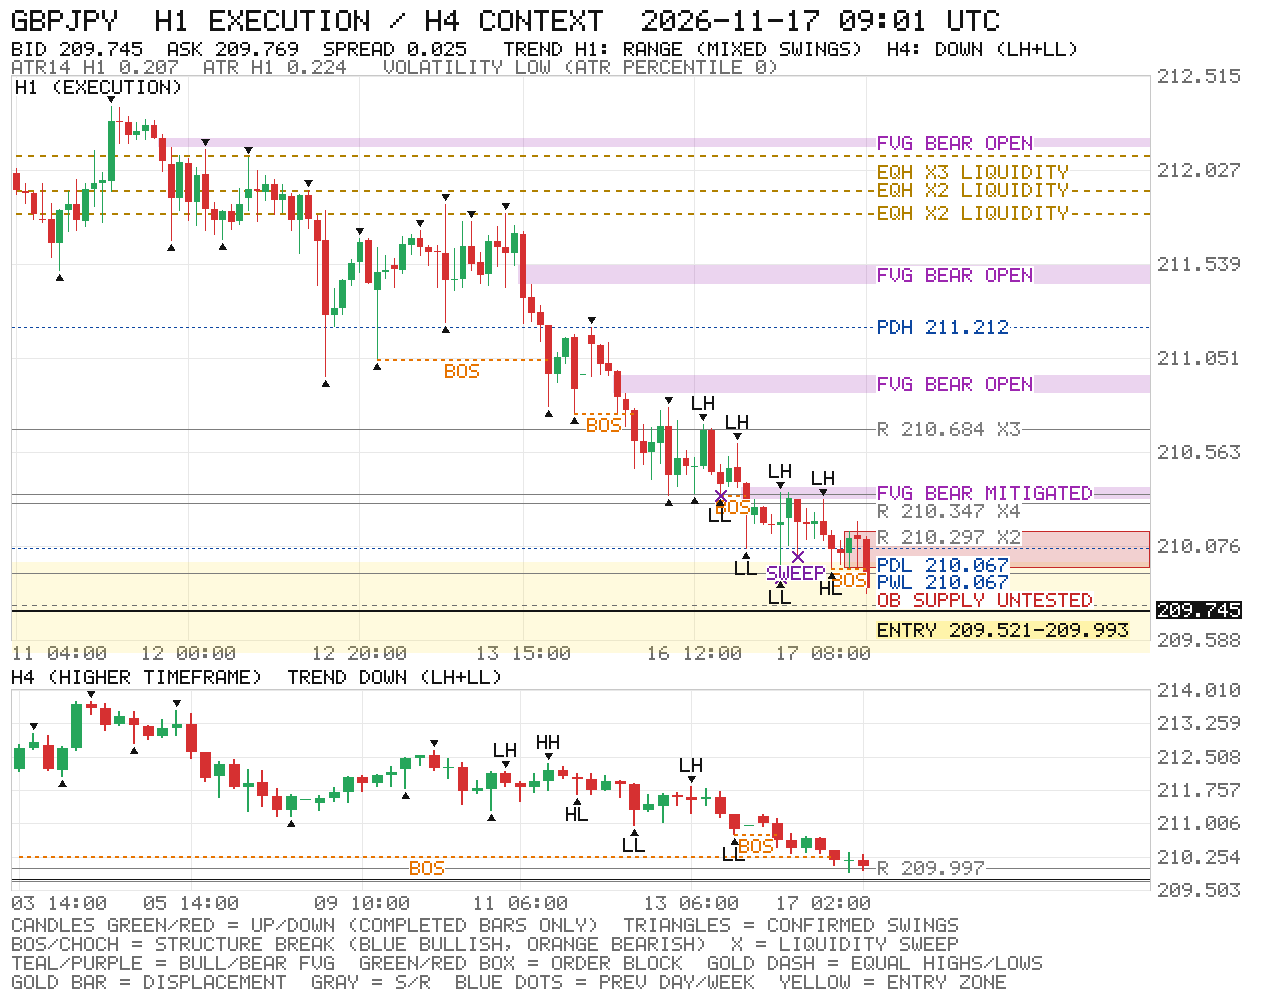 GBPJPY  H1 EXECUTION / H4 CONTEXT  2026-11-17 09:01 UTC
BID 209.745  ASK 209.769  SPREAD 0.025  TREND H1: RANGE (MIXED SWINGS)  H4: DOWN (LH+LL)
ATR14 H1 0.207  ATR H1 0.224  VOLATILITY LOW (ATR PERCENTILE 0)
212.515
H1 (EXECUTION)
FVG BEAR OPEN
EQH X3 LIQUIDITY
212.027
EQH X2 LIQUIDITY
EQH X2 LIQUIDITY
211.539
FVG BEAR OPEN
PDH 211.212
211.051
BOS
FVG BEAR OPEN
LH
LH
BOS
R 210.684 X3
210.563
LH
LH
FVG BEAR MITIGATED
BOS
LL
R 210.347 X4
R 210.297 X2
210.076
LL
SWEEP
PDL 210.067
BOS
PWL 210.067
HL
LL
OB SUPPLY UNTESTED
209.745
ENTRY 209.521-209.993
209.588
11 04:00  12 00:00  12 20:00  13 15:00  16 12:00  17 08:00
H4 (HIGHER TIMEFRAME)  TREND DOWN (LH+LL)
214.010
213.259
LH
HH
212.508
LH
211.757
HL
211.006
LL
LL
BOS
210.254
BOS
R 209.997
209.503
03 14:00  05 14:00  09 10:00  11 06:00  13 06:00  17 02:00
CANDLES GREEN/RED = UP/DOWN (COMPLETED BARS ONLY)  TRIANGLES = CONFIRMED SWINGS
BOS/CHOCH = STRUCTURE BREAK (BLUE BULLISH, ORANGE BEARISH)  X = LIQUIDITY SWEEP
TEAL/PURPLE = BULL/BEAR FVG  GREEN/RED BOX = ORDER BLOCK  GOLD DASH = EQUAL HIGHS/LOWS
GOLD BAR = DISPLACEMENT  GRAY = S/R  BLUE DOTS = PREV DAY/WEEK  YELLOW = ENTRY ZONE